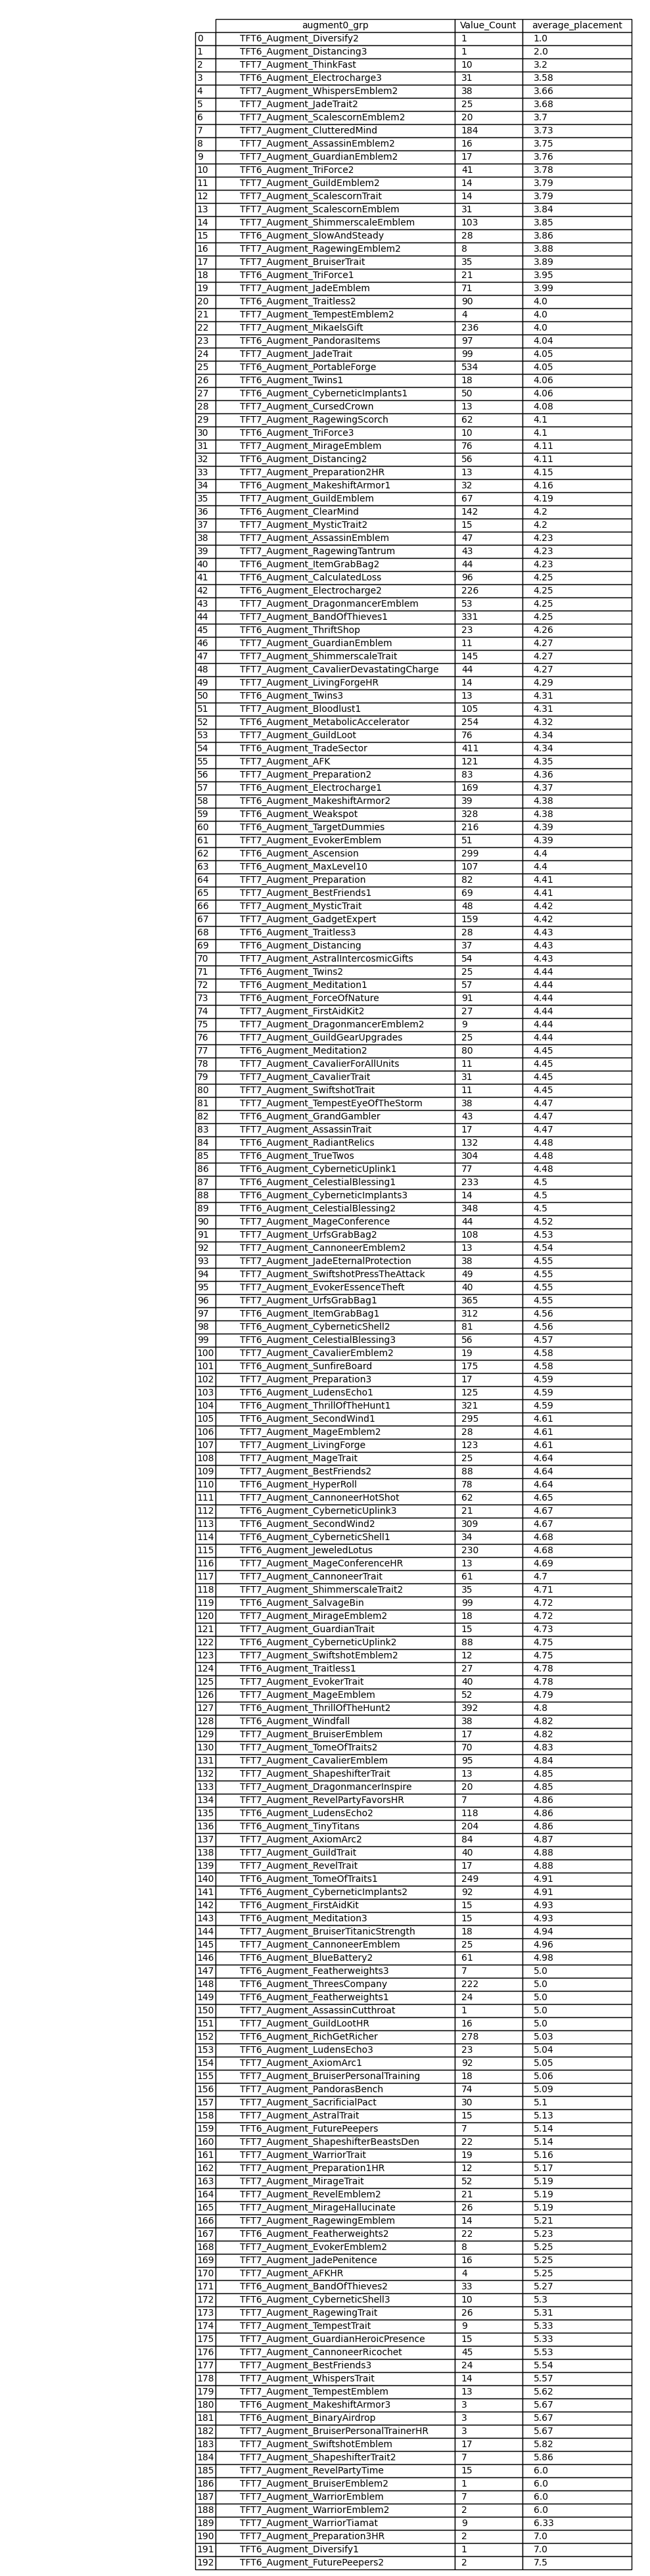 augment0_grp Value_Count average_placement
0 TFT6_Augment_Diversify2 1 1.0
1 TFT6_Augment_Distancing3 1 2.0
2 TFT7_Augment_ThinkFast 10 3.2
3 TFT6_Augment_Electrocharge3 31 3.58
4 TFT7_Augment_WhispersEmblem2 38 3.66
5 TFT7_Augment_JadeTrait2 25 3.68
6 TFT7_Augment_ScalescornEmblem2 20 3.7
7 TFT7_Augment_ClutteredMind 184 3.73
8 TFT7_Augment_AssassinEmblem2 16 3.75
9 TFT7_Augment_GuardianEmblem2 17 3.76
10 TFT6_Augment_TriForce2 41 3.78
11 TFT7_Augment_GuildEmblem2 14 3.79
12 TFT7_Augment_ScalescornTrait 14 3.79
13 TFT7_Augment_ScalescornEmblem 31 3.84
14 TFT7_Augment_ShimmerscaleEmblem 103 3.85
15 TFT6_Augment_SlowAndSteady 28 3.86
16 TFT7_Augment_RagewingEmblem2 8 3.88
17 TFT7_Augment_BruiserTrait 35 3.89
18 TFT6_Augment_TriForce1 21 3.95
19 TFT7_Augment_JadeEmblem 71 3.99
20 TFT6_Augment_Traitless2 90 4.0
21 TFT7_Augment_TempestEmblem2 4 4.0
22 TFT7_Augment_MikaelsGift 236 4.0
23 TFT6_Augment_PandorasItems 97 4.04
24 TFT7_Augment_JadeTrait 99 4.05
25 TFT6_Augment_PortableForge 534 4.05
26 TFT6_Augment_Twins1 18 4.06
27 TFT6_Augment_CyberneticImplants1 50 4.06
28 TFT7_Augment_CursedCrown 13 4.08
29 TFT7_Augment_RagewingScorch 62 4.1
30 TFT6_Augment_TriForce3 10 4.1
31 TFT7_Augment_MirageEmblem 76 4.11
32 TFT6_Augment_Distancing2 56 4.11
33 TFT7_Augment_Preparation2HR 13 4.15
34 TFT6_Augment_MakeshiftArmor1 32 4.16
35 TFT7_Augment_GuildEmblem 67 4.19
36 TFT6_Augment_ClearMind 142 4.2
37 TFT7_Augment_MysticTrait2 15 4.2
38 TFT7_Augment_AssassinEmblem 47 4.23
39 TFT7_Augment_RagewingTantrum 43 4.23
40 TFT6_Augment_ItemGrabBag2 44 4.23
41 TFT6_Augment_CalculatedLoss 96 4.25
42 TFT6_Augment_Electrocharge2 226 4.25
43 TFT7_Augment_DragonmancerEmblem 53 4.25
44 TFT7_Augment_BandOfThieves1 331 4.25
45 TFT6_Augment_ThriftShop 23 4.26
46 TFT7_Augment_GuardianEmblem 11 4.27
47 TFT7_Augment_ShimmerscaleTrait 145 4.27
48 TFT7_Augment_CavalierDevastatingCharge 44 4.27
49 TFT7_Augment_LivingForgeHR 14 4.29
50 TFT6_Augment_Twins3 13 4.31
51 TFT7_Augment_Bloodlust1 105 4.31
52 TFT6_Augment_MetabolicAccelerator 254 4.32
53 TFT7_Augment_GuildLoot 76 4.34
54 TFT6_Augment_TradeSector 411 4.34
55 TFT7_Augment_AFK 121 4.35
56 TFT7_Augment_Preparation2 83 4.36
57 TFT6_Augment_Electrocharge1 169 4.37
58 TFT6_Augment_MakeshiftArmor2 39 4.38
59 TFT6_Augment_Weakspot 328 4.38
60 TFT6_Augment_TargetDummies 216 4.39
61 TFT7_Augment_EvokerEmblem 51 4.39
62 TFT6_Augment_Ascension 299 4.4
63 TFT6_Augment_MaxLevel10 107 4.4
64 TFT7_Augment_Preparation 82 4.41
65 TFT7_Augment_BestFriends1 69 4.41
66 TFT7_Augment_MysticTrait 48 4.42
67 TFT7_Augment_GadgetExpert 159 4.42
68 TFT6_Augment_Traitless3 28 4.43
69 TFT6_Augment_Distancing 37 4.43
70 TFT7_Augment_AstralIntercosmicGifts 54 4.43
71 TFT6_Augment_Twins2 25 4.44
72 TFT6_Augment_Meditation1 57 4.44
73 TFT6_Augment_ForceOfNature 91 4.44
74 TFT7_Augment_FirstAidKit2 27 4.44
75 TFT7_Augment_DragonmancerEmblem2 9 4.44
76 TFT7_Augment_GuildGearUpgrades 25 4.44
77 TFT6_Augment_Meditation2 80 4.45
78 TFT7_Augment_CavalierForAllUnits 11 4.45
79 TFT7_Augment_CavalierTrait 31 4.45
80 TFT7_Augment_SwiftshotTrait 11 4.45
81 TFT7_Augment_TempestEyeOfTheStorm 38 4.47
82 TFT6_Augment_GrandGambler 43 4.47
83 TFT7_Augment_AssassinTrait 17 4.47
84 TFT6_Augment_RadiantRelics 132 4.48
85 TFT6_Augment_TrueTwos 304 4.48
86 TFT6_Augment_CyberneticUplink1 77 4.48
87 TFT6_Augment_CelestialBlessing1 233 4.5
88 TFT6_Augment_CyberneticImplants3 14 4.5
89 TFT6_Augment_CelestialBlessing2 348 4.5
90 TFT7_Augment_MageConference 44 4.52
91 TFT7_Augment_UrfsGrabBag2 108 4.53
92 TFT7_Augment_CannoneerEmblem2 13 4.54
93 TFT7_Augment_JadeEternalProtection 38 4.55
94 TFT7_Augment_SwiftshotPressTheAttack 49 4.55
95 TFT7_Augment_EvokerEssenceTheft 40 4.55
96 TFT7_Augment_UrfsGrabBag1 365 4.55
97 TFT6_Augment_ItemGrabBag1 312 4.56
98 TFT6_Augment_CyberneticShell2 81 4.56
99 TFT6_Augment_CelestialBlessing3 56 4.57
100 TFT7_Augment_CavalierEmblem2 19 4.58
101 TFT6_Augment_SunfireBoard 175 4.58
102 TFT7_Augment_Preparation3 17 4.59
103 TFT6_Augment_LudensEcho1 125 4.59
104 TFT6_Augment_ThrillOfTheHunt1 321 4.59
105 TFT6_Augment_SecondWind1 295 4.61
106 TFT7_Augment_MageEmblem2 28 4.61
107 TFT7_Augment_LivingForge 123 4.61
108 TFT7_Augment_MageTrait 25 4.64
109 TFT7_Augment_BestFriends2 88 4.64
110 TFT6_Augment_HyperRoll 78 4.64
111 TFT7_Augment_CannoneerHotShot 62 4.65
112 TFT6_Augment_CyberneticUplink3 21 4.67
113 TFT6_Augment_SecondWind2 309 4.67
114 TFT6_Augment_CyberneticShell1 34 4.68
115 TFT6_Augment_JeweledLotus 230 4.68
116 TFT7_Augment_MageConferenceHR 13 4.69
117 TFT7_Augment_CannoneerTrait 61 4.7
118 TFT7_Augment_ShimmerscaleTrait2 35 4.71
119 TFT6_Augment_SalvageBin 99 4.72
120 TFT7_Augment_MirageEmblem2 18 4.72
121 TFT7_Augment_GuardianTrait 15 4.73
122 TFT6_Augment_CyberneticUplink2 88 4.75
123 TFT7_Augment_SwiftshotEmblem2 12 4.75
124 TFT6_Augment_Traitless1 27 4.78
125 TFT7_Augment_EvokerTrait 40 4.78
126 TFT7_Augment_MageEmblem 52 4.79
127 TFT6_Augment_ThrillOfTheHunt2 392 4.8
128 TFT6_Augment_Windfall 38 4.82
129 TFT7_Augment_BruiserEmblem 17 4.82
130 TFT7_Augment_TomeOfTraits2 70 4.83
131 TFT7_Augment_CavalierEmblem 95 4.84
132 TFT7_Augment_ShapeshifterTrait 13 4.85
133 TFT7_Augment_DragonmancerInspire 20 4.85
134 TFT7_Augment_RevelPartyFavorsHR 7 4.86
135 TFT6_Augment_LudensEcho2 118 4.86
136 TFT6_Augment_TinyTitans 204 4.86
137 TFT7_Augment_AxiomArc2 84 4.87
138 TFT7_Augment_GuildTrait 40 4.88
139 TFT7_Augment_RevelTrait 17 4.88
140 TFT6_Augment_TomeOfTraits1 249 4.91
141 TFT6_Augment_CyberneticImplants2 92 4.91
142 TFT6_Augment_FirstAidKit 15 4.93
143 TFT6_Augment_Meditation3 15 4.93
144 TFT7_Augment_BruiserTitanicStrength 18 4.94
145 TFT7_Augment_CannoneerEmblem 25 4.96
146 TFT6_Augment_BlueBattery2 61 4.98
147 TFT6_Augment_Featherweights3 7 5.0
148 TFT6_Augment_ThreesCompany 222 5.0
149 TFT6_Augment_Featherweights1 24 5.0
150 TFT7_Augment_AssassinCutthroat 1 5.0
151 TFT7_Augment_GuildLootHR 16 5.0
152 TFT6_Augment_RichGetRicher 278 5.03
153 TFT6_Augment_LudensEcho3 23 5.04
154 TFT7_Augment_AxiomArc1 92 5.05
155 TFT7_Augment_BruiserPersonalTraining 18 5.06
156 TFT7_Augment_PandorasBench 74 5.09
157 TFT7_Augment_SacrificialPact 30 5.1
158 TFT7_Augment_AstralTrait 15 5.13
159 TFT6_Augment_FuturePeepers 7 5.14
160 TFT7_Augment_ShapeshifterBeastsDen 22 5.14
161 TFT7_Augment_WarriorTrait 19 5.16
162 TFT7_Augment_Preparation1HR 12 5.17
163 TFT7_Augment_MirageTrait 52 5.19
164 TFT7_Augment_RevelEmblem2 21 5.19
165 TFT7_Augment_MirageHallucinate 26 5.19
166 TFT7_Augment_RagewingEmblem 14 5.21
167 TFT6_Augment_Featherweights2 22 5.23
168 TFT7_Augment_EvokerEmblem2 8 5.25
169 TFT7_Augment_JadePenitence 16 5.25
170 TFT7_Augment_AFKHR 4 5.25
171 TFT6_Augment_BandOfThieves2 33 5.27
172 TFT6_Augment_CyberneticShell3 10 5.3
173 TFT7_Augment_RagewingTrait 26 5.31
174 TFT7_Augment_TempestTrait 9 5.33
175 TFT7_Augment_GuardianHeroicPresence 15 5.33
176 TFT7_Augment_CannoneerRicochet 45 5.53
177 TFT7_Augment_BestFriends3 24 5.54
178 TFT7_Augment_WhispersTrait 14 5.57
179 TFT7_Augment_TempestEmblem 13 5.62
180 TFT6_Augment_MakeshiftArmor3 3 5.67
181 TFT6_Augment_BinaryAirdrop 3 5.67
182 TFT7_Augment_BruiserPersonalTrainerHR 3 5.67
183 TFT7_Augment_SwiftshotEmblem 17 5.82
184 TFT7_Augment_ShapeshifterTrait2 7 5.86
185 TFT7_Augment_RevelPartyTime 15 6.0
186 TFT7_Augment_BruiserEmblem2 1 6.0
187 TFT7_Augment_WarriorEmblem 7 6.0
188 TFT7_Augment_WarriorEmblem2 2 6.0
189 TFT7_Augment_WarriorTiamat 9 6.33
190 TFT7_Augment_Preparation3HR 2 7.0
191 TFT6_Augment_Diversify1 1 7.0
192 TFT6_Augment_FuturePeepers2 2 7.5